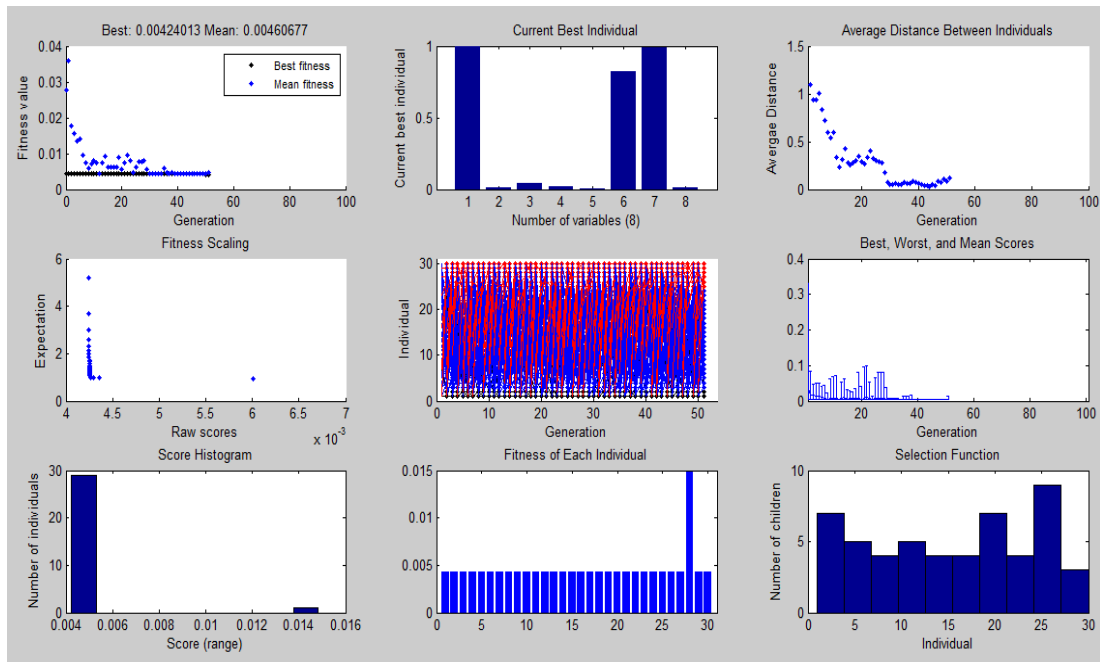 Best: 0.00424013 Mean: 0.00460677
Fitness value
0.04
0.03
0.02
0.01
0
Best fitness
Mean fitness
0 20 40 60 80 100
Generation
Current Best Individual
Current best individual
1
0.5
0
1 2 3 4 5 6 7 8
Number of variables (8)
Average Distance Between Individuals
Avergae Distance
1.5
1
0.5
0
0 20 40 60 80 100
Generation
Fitness Scaling
Expectation
6
4
2
0
4 4.5 5 5.5 6 6.5 7
Raw scores
x 10-3
Individual
30
20
10
0
0 10 20 30 40 50
Generation
Best, Worst, and Mean Scores
0.4
0.3
0.2
0.1
0
20 40 60 80 100
Generation
Score Histogram
Number of individuals
30
20
10
0
0.004 0.006 0.008 0.01 0.012 0.014 0.016
Score (range)
Fitness of Each Individual
0.015
0.01
0.005
0
0 5 10 15 20 25 30
Selection Function
Number of children
10
5
0
0 5 10 15 20 25 30
Individual